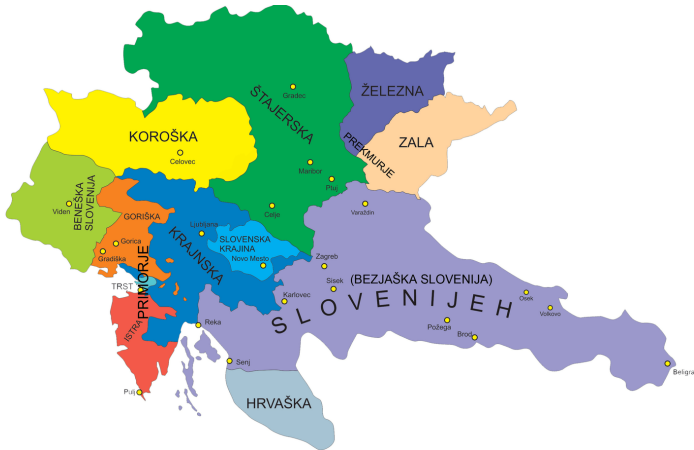 ŽELEZNA
Gradec
ŠTAJERSKA
KOROŠKA
ZALA
PREKMURJE
Celovec
Maribor
Ptuj
BENEŠKA
SLOVENIJA
Viden
Celje
Varaždin
GORIŠKA
Ljubljana
KRAJNSKA
SLOVENSKA
KRAJINA
Novo Mesto
Gorica
Gradiška
PRIMORJE
TRST
Zagreb
Sisek
(BEZJAŠKA SLOVENIJA)
SLOVENIJEH
Karlovec
Osek
Volkovo
ISTRA
Reka
Požega
Brod
Senj
Beligra
Pulj
HRVAŠKA